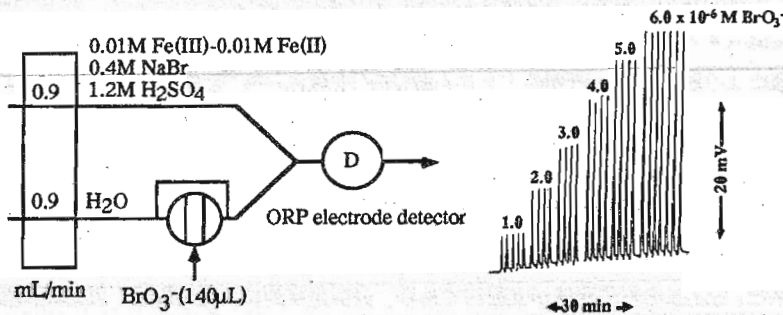 0.01M Fe(III)-0.01M Fe(II)
0.4M NaBr
1.2M H₂SO₄
0.9
0.9
H₂O
D
ORP electrode detector
mL/min
BrO₃⁻(140μL)
1.0
2.0
3.0
4.0
5.0
6.0 x 10⁻⁶ M BrO₃⁻
20 mV
30 min